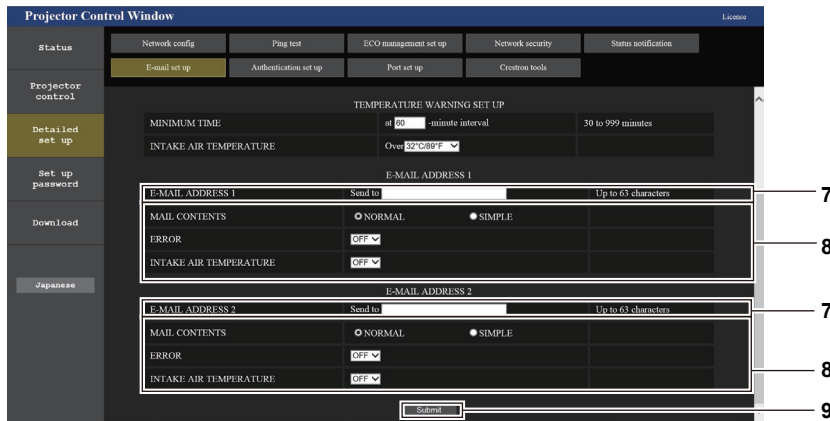 Projector Control Window
License
Status
Network config
Ping test
ECO management set up
Network security
Status notification
E-mail set up
Authentication set up
Port set up
Crestron tools
Projector
control
Detailed
set up
Set up
password
Download
Japanese
TEMPERATURE WARNING SET UP
MINIMUM TIME
at 60 -minute interval
30 to 999 minutes
INTAKE AIR TEMPERATURE
Over 32°C/89°F
E-MAIL ADDRESS 1
E-MAIL ADDRESS 1
Send to
Up to 63 characters
7
MAIL CONTENTS
NORMAL
SIMPLE
ERROR
OFF
8
INTAKE AIR TEMPERATURE
OFF
E-MAIL ADDRESS 2
E-MAIL ADDRESS 2
Send to
Up to 63 characters
7
MAIL CONTENTS
NORMAL
SIMPLE
ERROR
OFF
8
INTAKE AIR TEMPERATURE
OFF
Submit
9